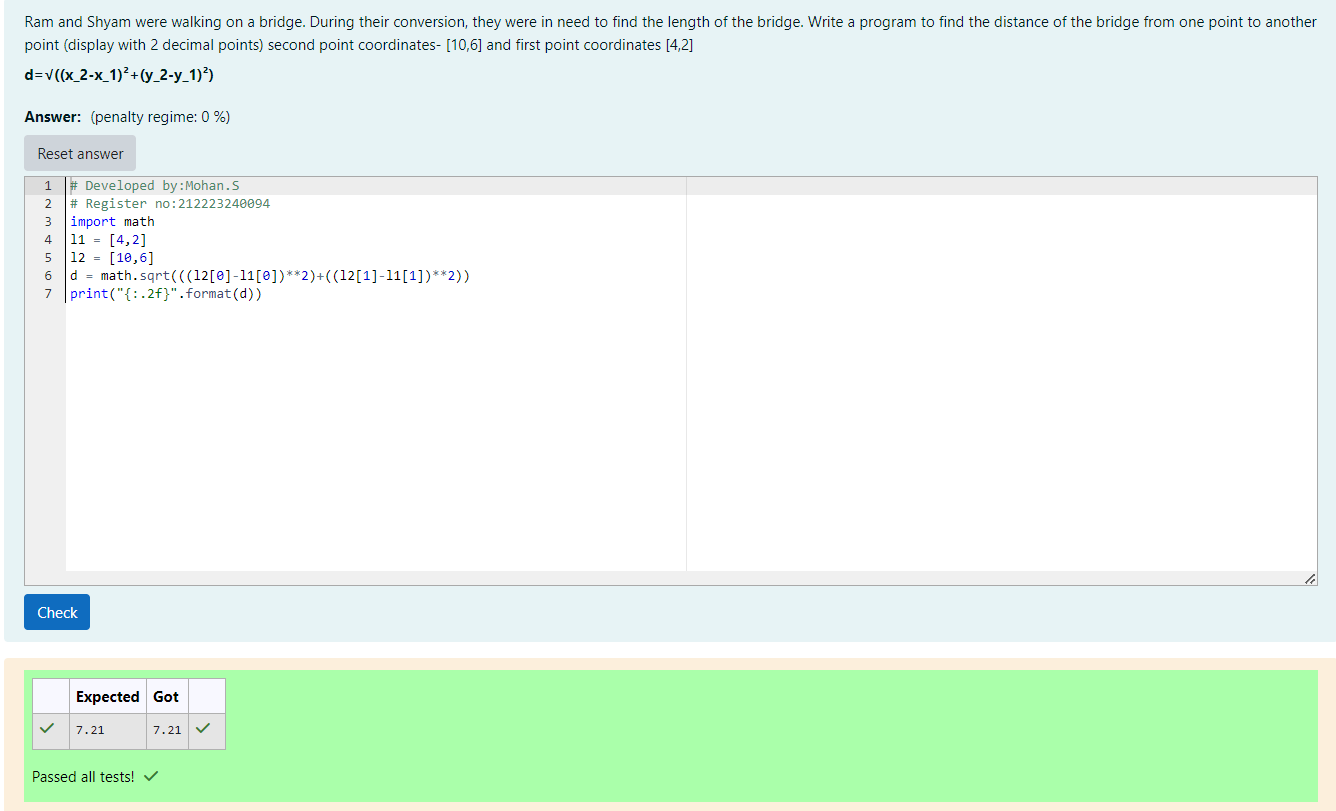 Ram and Shyam were walking on a bridge. During their conversion, they were in need to find the length of the bridge. Write a program to find the distance of the bridge from one point to another
point (display with 2 decimal points) second point coordinates- [10,6] and first point coordinates [4,2]
d=√((x_2-x_1)²+(y_2-y_1)²)
Answer: (penalty regime: 0 %)
Reset answer
1 # Developed by:Mohan.S
2 # Register no:212223240094
3 import math
4 l1 = [4,2]
5 l2 = [10,6]
6 d = math.sqrt(((l2[0]-l1[0])**2)+((l2[1]-l1[1])**2))
7 print("{:.2f}".format(d))
Check
Expected Got
7.21 7.21
Passed all tests!